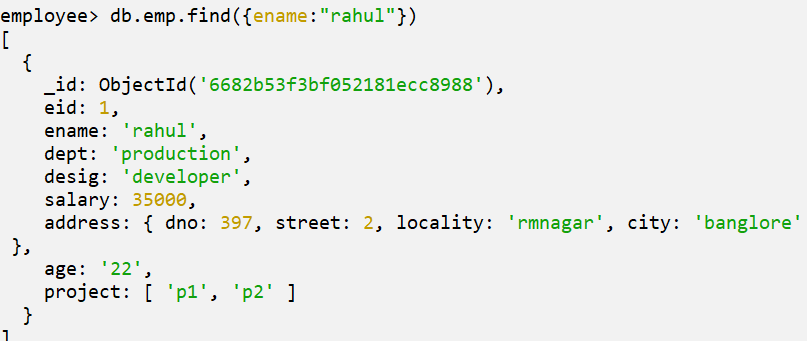 employee> db.emp.find({ename:"rahul"})
[
  {
    _id: ObjectId('6682b53f3bf052181ecc8988'),
    eid: 1,
    ename: 'rahul',
    dept: 'production',
    desig: 'developer',
    salary: 35000,
    address: { dno: 397, street: 2, locality: 'rmnagar', city: 'banglore'
 },
    age: '22',
    project: [ 'p1', 'p2' ]
  }
]